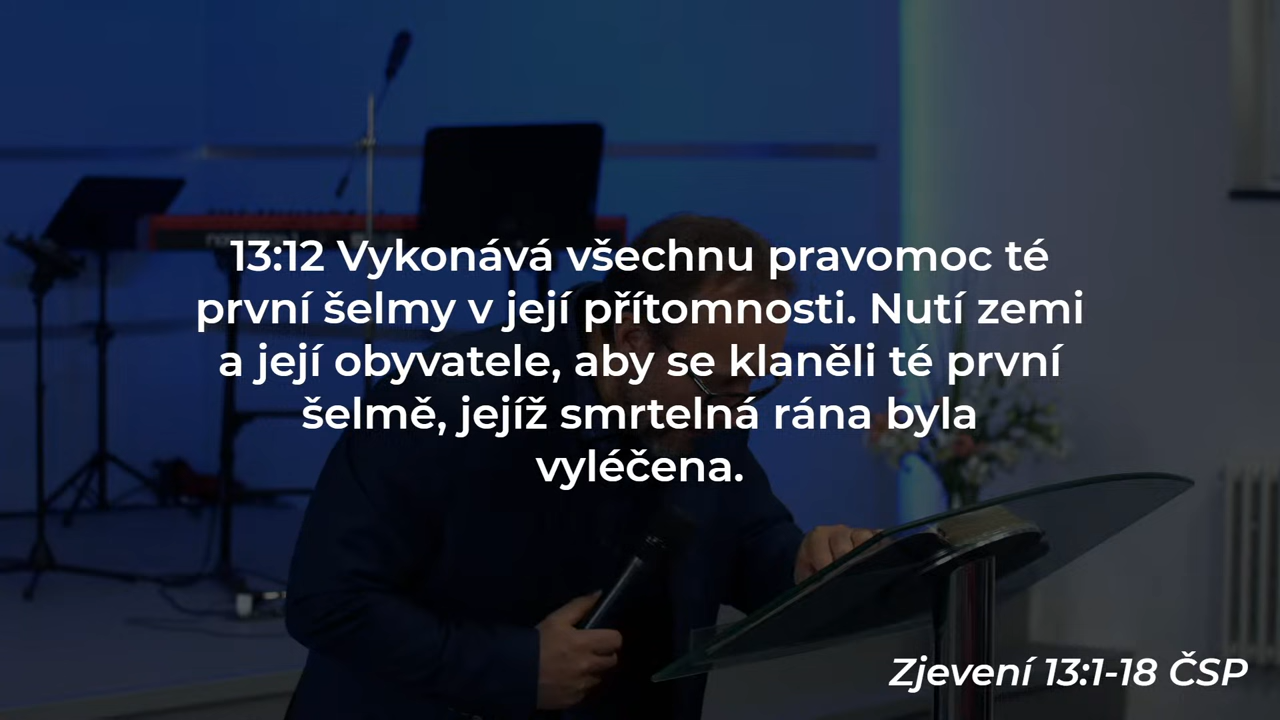 13:12 Vykonává všechnu pravomoc té
první šelmy v její přítomnosti. Nutí zemi
a její obyvatele, aby se klaněli té první
šelmě, jejíž smrtelná rána byla
vyléčena.
Zjevení 13:1-18 ČSP